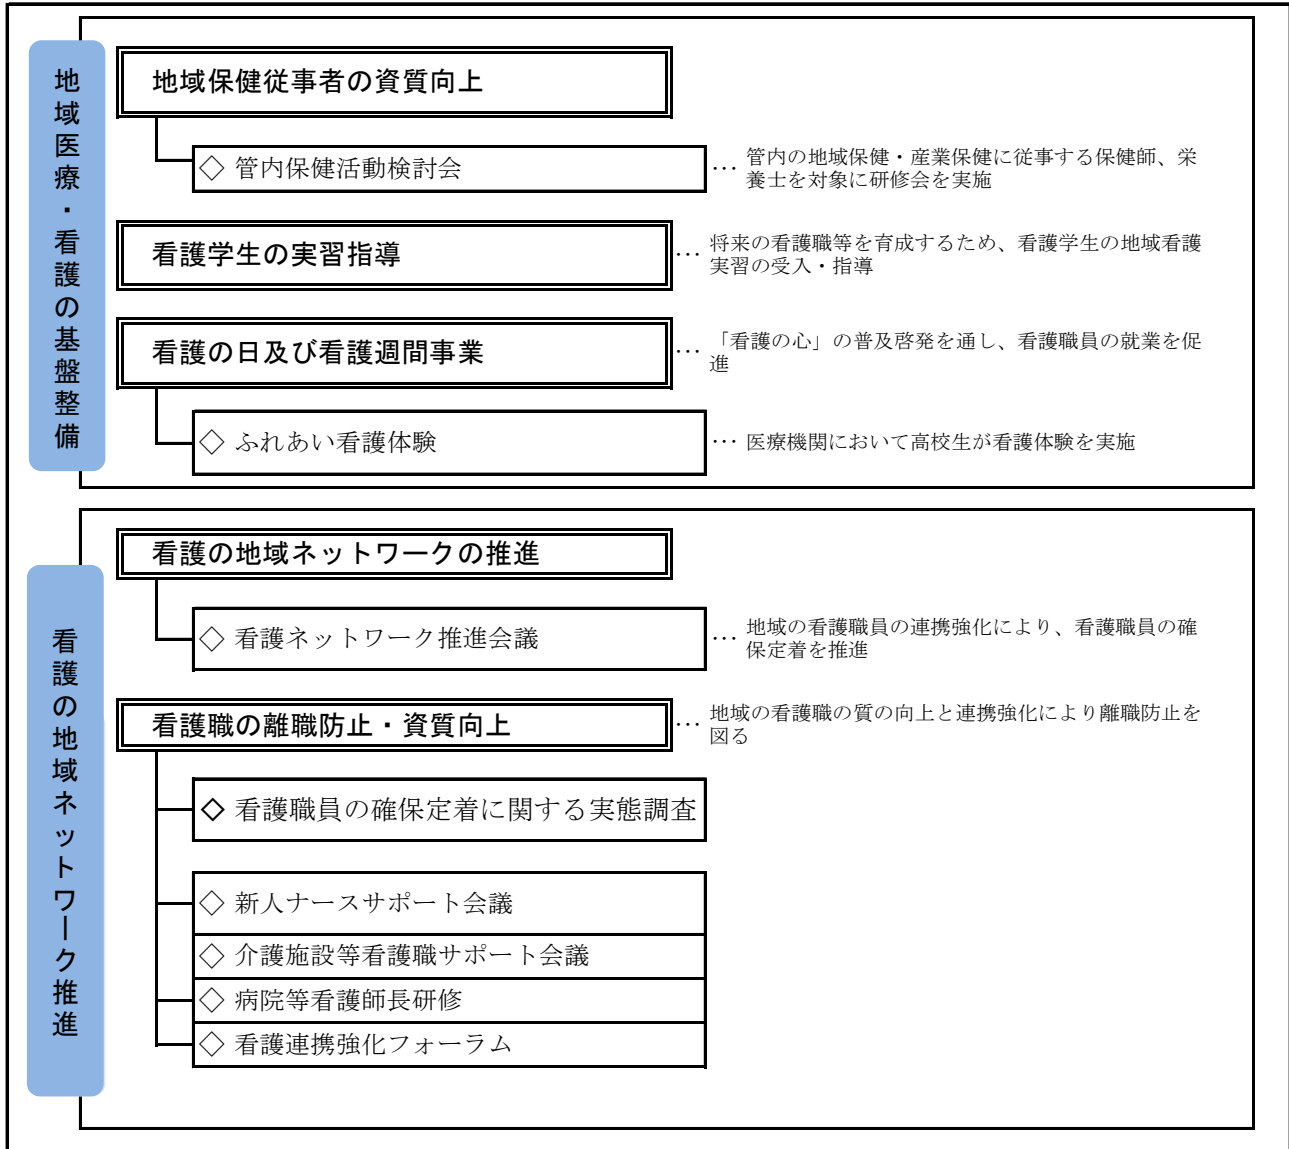 地域医療・看護の基盤整備
地域保健従事者の資質向上
◇ 管内保健活動検討会
… 管内の地域保健・産業保健に従事する保健師、栄
養士を対象に研修会を実施
看護学生の実習指導
… 将来の看護職等を育成するため、看護学生の地域看護
実習の受入・指導
看護の日及び看護週間事業
… 「看護の心」の普及啓発を通し、看護職員の就業を促
進
◇ ふれあい看護体験
… 医療機関において高校生が看護体験を実施
看護の地域ネットワーク推進
看護の地域ネットワークの推進
◇ 看護ネットワーク推進会議
… 地域の看護職員の連携強化により、看護職員の確
保定着を推進
看護職の離職防止・資質向上
… 地域の看護職の質の向上と連携強化により離職防止を
図る
◇ 看護職員の確保定着に関する実態調査
◇ 新人ナースサポート会議
◇ 介護施設等看護職サポート会議
◇ 病院等看護師長研修
◇ 看護連携強化フォーラム